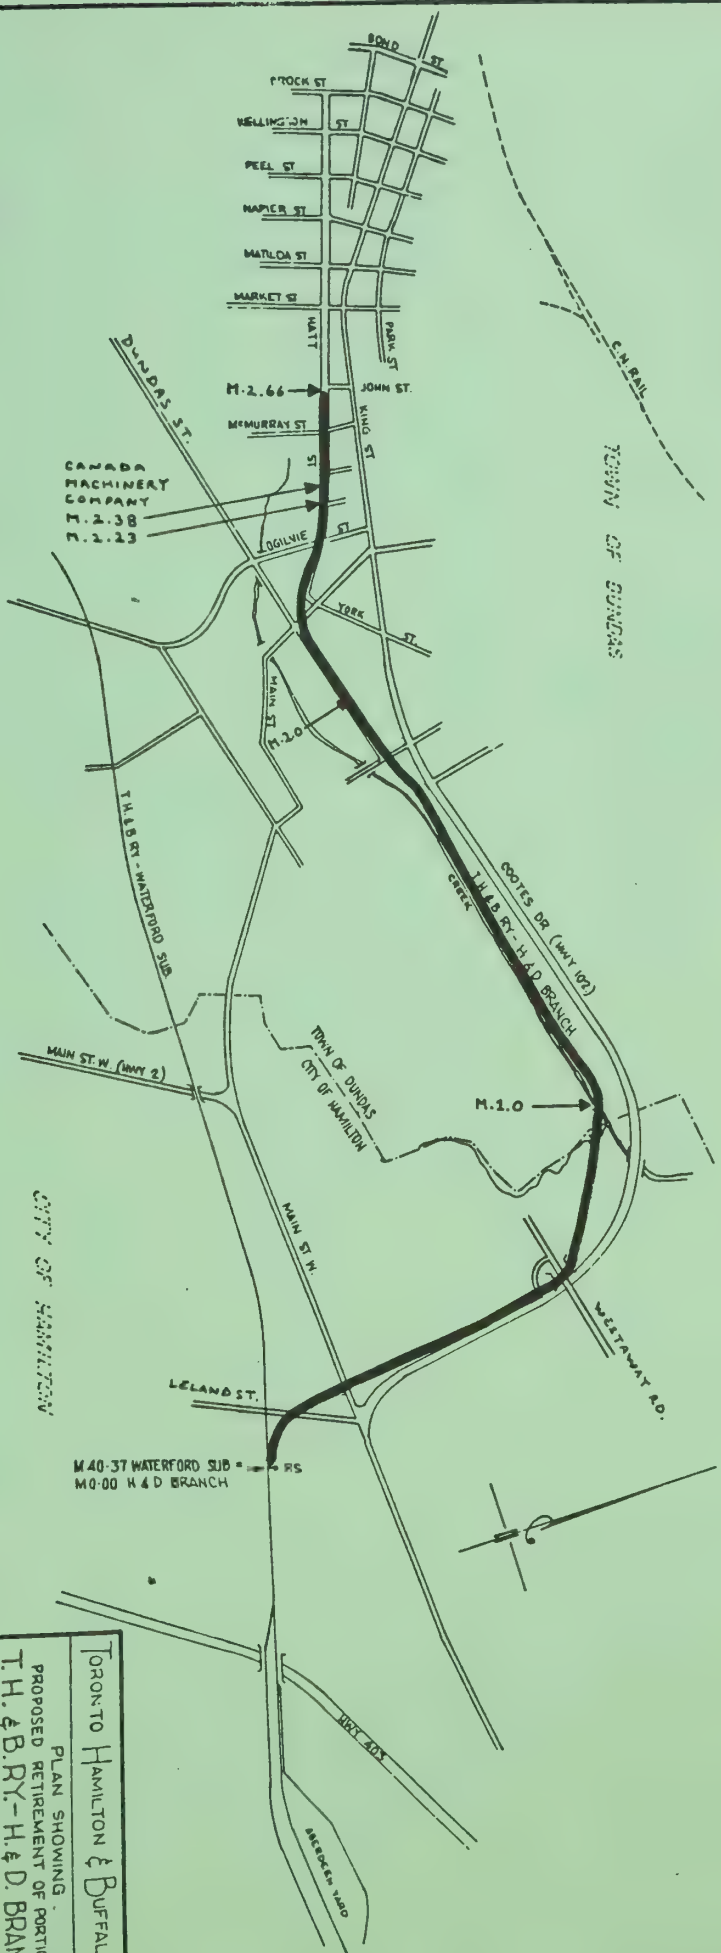 BOND ST.
BROCK ST
WELLINGTON ST
PEEL ST
NAPIER ST
MATILDA ST
MARKET ST
HATT ST
PARK ST
C.N. RAIL
TOWN OF DUNDAS
DUNDAS ST.
M.2.66
JOHN ST.
McMURRAY ST
KING ST
CANADA
MACHINERY
COMPANY
M.2.38
M.2.23
OGILVIE ST
YORK ST.
MAIN ST
M.2.0
T.H.& B RY - WATERFORD SUB
COOTES DR (HWY 102)
T.H.& B RY - H & D BRANCH
CREEK
MAIN ST. W. (HWY 2)
TOWN OF DUNDAS
CITY OF HAMILTON
M.1.0
MAIN ST W.
CITY OF HAMILTON
WESTAWAY RD.
LELAND ST.
M 40.37 WATERFORD SUB =
M 0.00 H & D BRANCH
RS
HWY 403
ABERDEEN YARD
TORONTO HAMILTON & BUFFAL
PLAN SHOWING
PROPOSED RETIREMENT OF PORTIO
T.H. & B. RY.- H. & D. BRAN